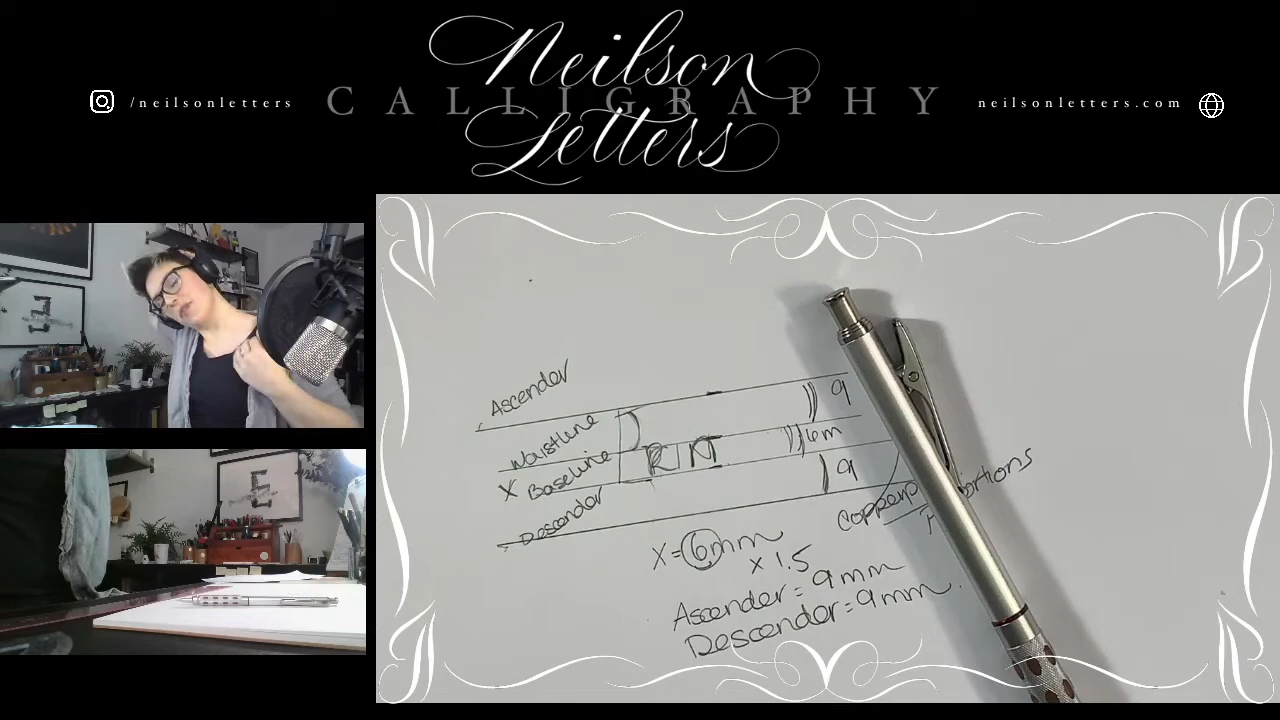 Neilson
CALLIGRAPHY
Letters
/neilsonletters
neilsonletters.com
Ascender
Waistline
X Baseline
Descender
R N
9
6m
9
X=6mm
x 1.5
Ascender=9mm
Descender=9mm.